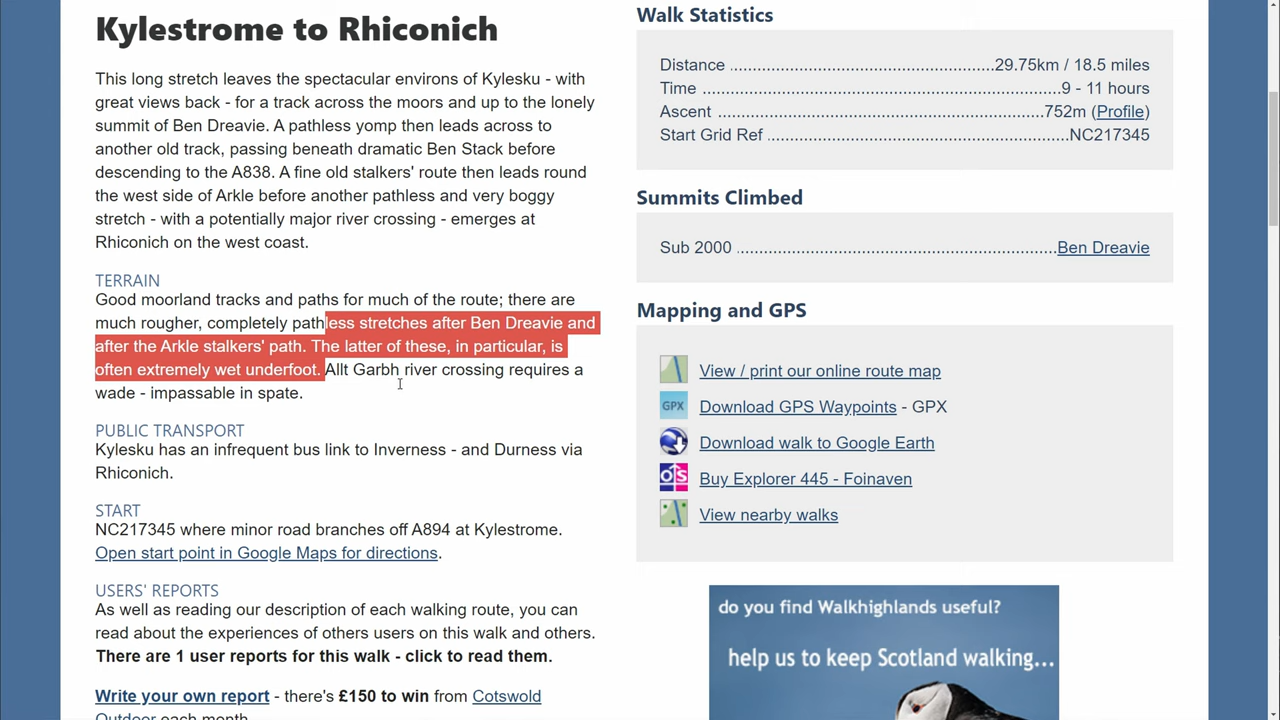 Kylestrome to Rhiconich
This long stretch leaves the spectacular environs of Kylesku - with
great views back - for a track across the moors and up to the lonely
summit of Ben Dreavie. A pathless yomp then leads across to
another old track, passing beneath dramatic Ben Stack before
descending to the A838. A fine old stalkers' route then leads round
the west side of Arkle before another pathless and very boggy
stretch - with a potentially major river crossing - emerges at
Rhiconich on the west coast.
TERRAIN
Good moorland tracks and paths for much of the route; there are
much rougher, completely pathless stretches after Ben Dreavie and
after the Arkle stalkers' path. The latter of these, in particular, is
often extremely wet underfoot. Allt Garbh river crossing requires a
wade - impassable in spate.
PUBLIC TRANSPORT
Kylesku has an infrequent bus link to Inverness - and Durness via
Rhiconich.
START
NC217345 where minor road branches off A894 at Kylestrome.
Open start point in Google Maps for directions.
USERS' REPORTS
As well as reading our description of each walking route, you can
read about the experiences of others users on this walk and others.
There are 1 user reports for this walk - click to read them.
Write your own report - there's £150 to win from Cotswold
Outdoor each month
Walk Statistics
Distance ........................................................29.75km / 18.5 miles
Time ..............................................................................9 - 11 hours
Ascent .......................................................................752m (Profile)
Start Grid Ref .................................................................NC217345
Summits Climbed
Sub 2000 ....................................................................Ben Dreavie
Mapping and GPS
View / print our online route map
GPX Download GPS Waypoints - GPX
Download walk to Google Earth
OS Buy Explorer 445 - Foinaven
View nearby walks
do you find Walkhighlands useful?
help us to keep Scotland walking...